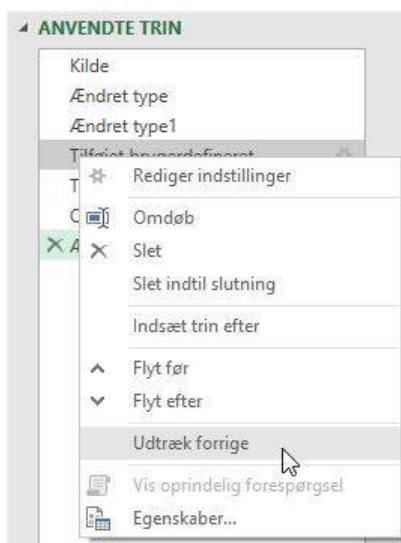 ANVENDTE TRIN
Kilde
Ændret type
Ændret type1
Tilføjet brugerdefineret
Rediger indstillinger
Omdøb
Slet
Slet indtil slutning
Indsæt trin efter
Flyt før
Flyt efter
Udtræk forrige
Vis oprindelig forespørgsel
Egenskaber...